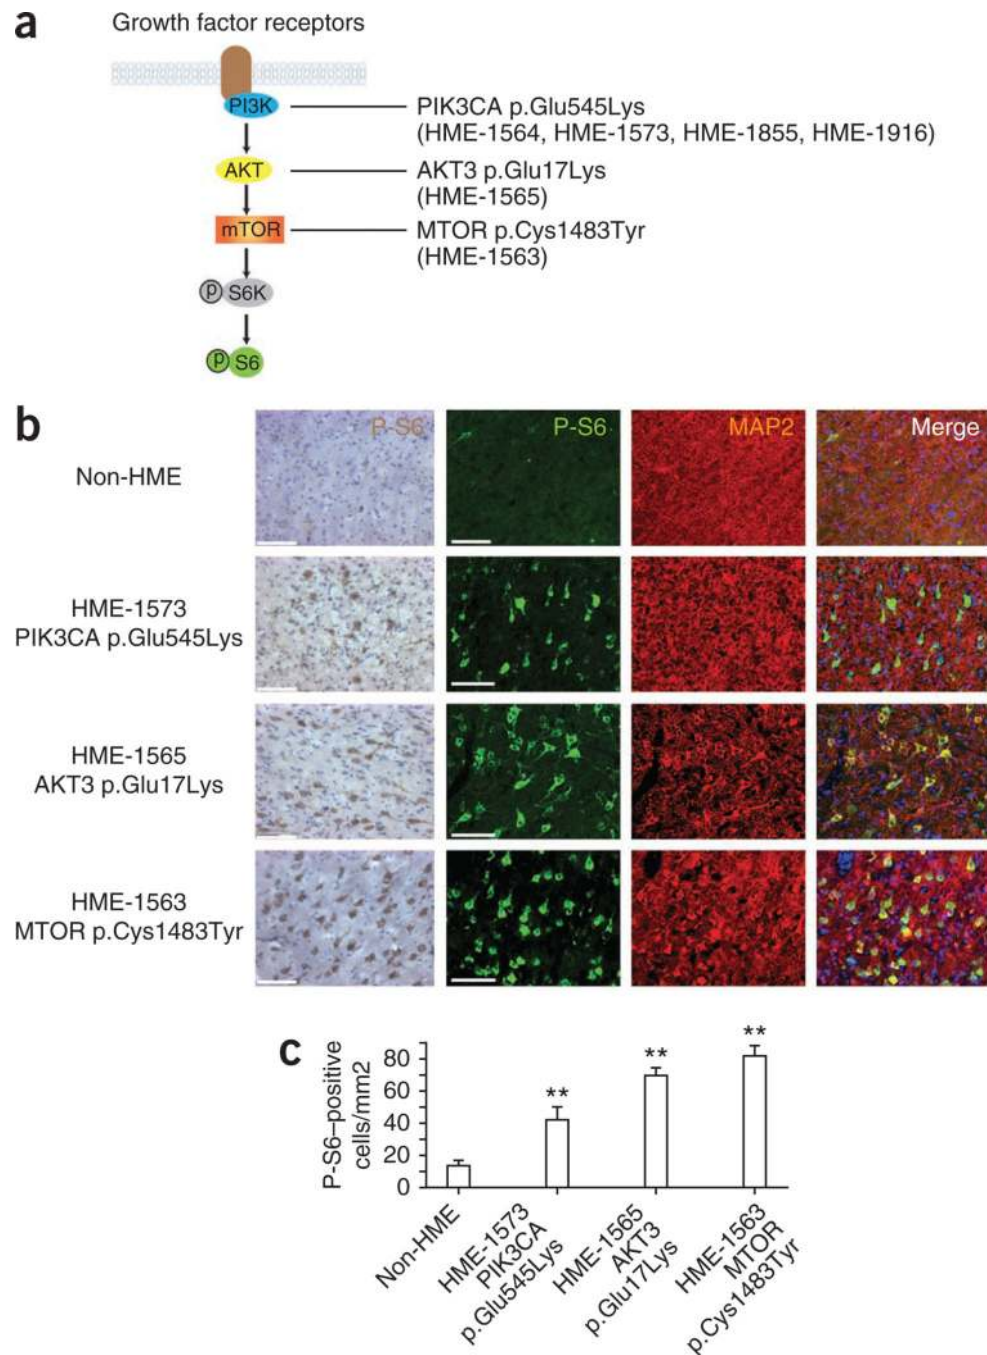 a
Growth factor receptors
PI3K
PIK3CA p.Glu545Lys
(HME-1564, HME-1573, HME-1855, HME-1916)
AKT
AKT3 p.Glu17Lys
(HME-1565)
mTOR
MTOR p.Cys1483Tyr
(HME-1563)
p S6K
p S6
b
P-S6
P-S6
MAP2
Merge
Non-HME
HME-1573
PIK3CA p.Glu545Lys
HME-1565
AKT3 p.Glu17Lys
HME-1563
MTOR p.Cys1483Tyr
c
P-S6–positive
cells/mm2
80
60
40
20
0
**
**
**
Non-HME
HME-1573
PIK3CA
p.Glu545Lys
HME-1565
AKT3
p.Glu17Lys
HME-1563
MTOR
p.Cys1483Tyr